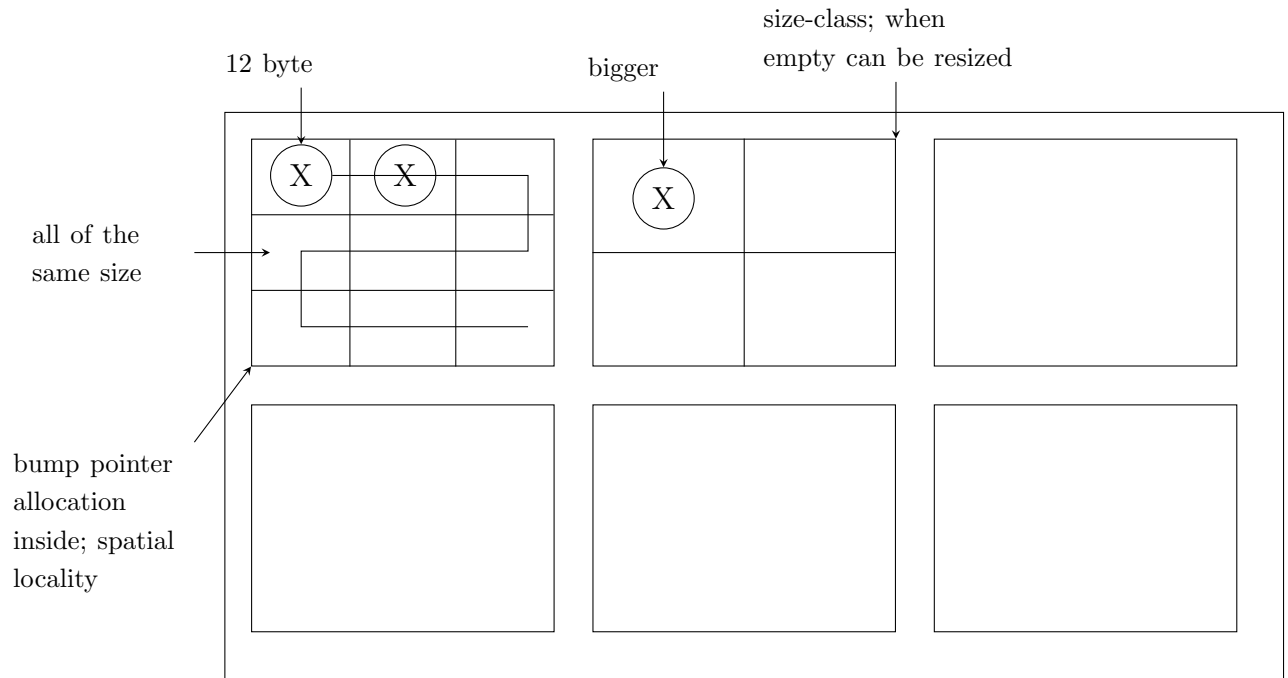 size-class; when
empty can be resized
12 byte
bigger
X
X
X
all of the
same size
bump pointer
allocation
inside; spatial
locality